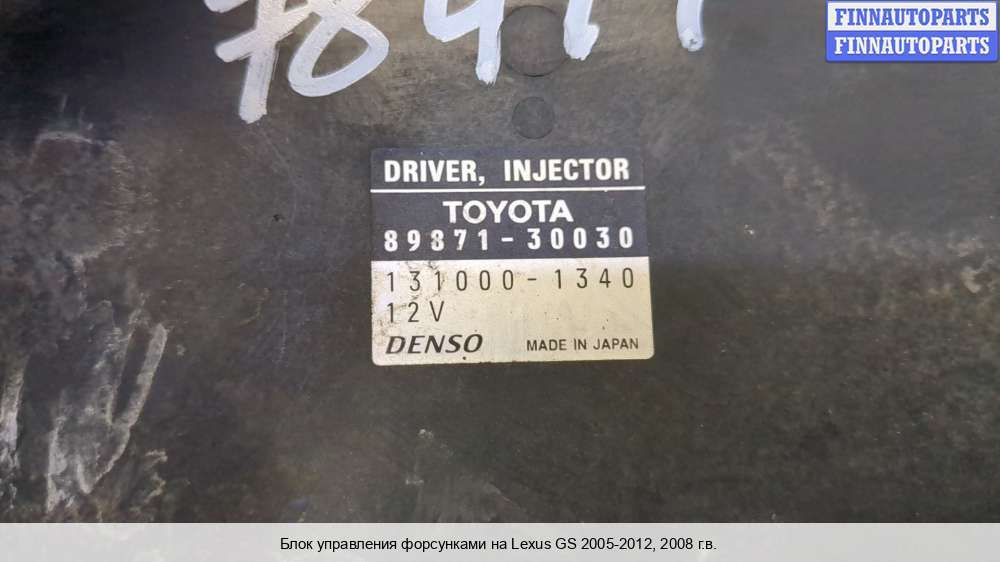 FINNAUTOPARTS
FINNAUTOPARTS
DRIVER, INJECTOR
TOYOTA
89871-30030
131000-1340
12V
DENSO MADE IN JAPAN
Блок управления форсунками на Lexus GS 2005-2012, 2008 г.в.